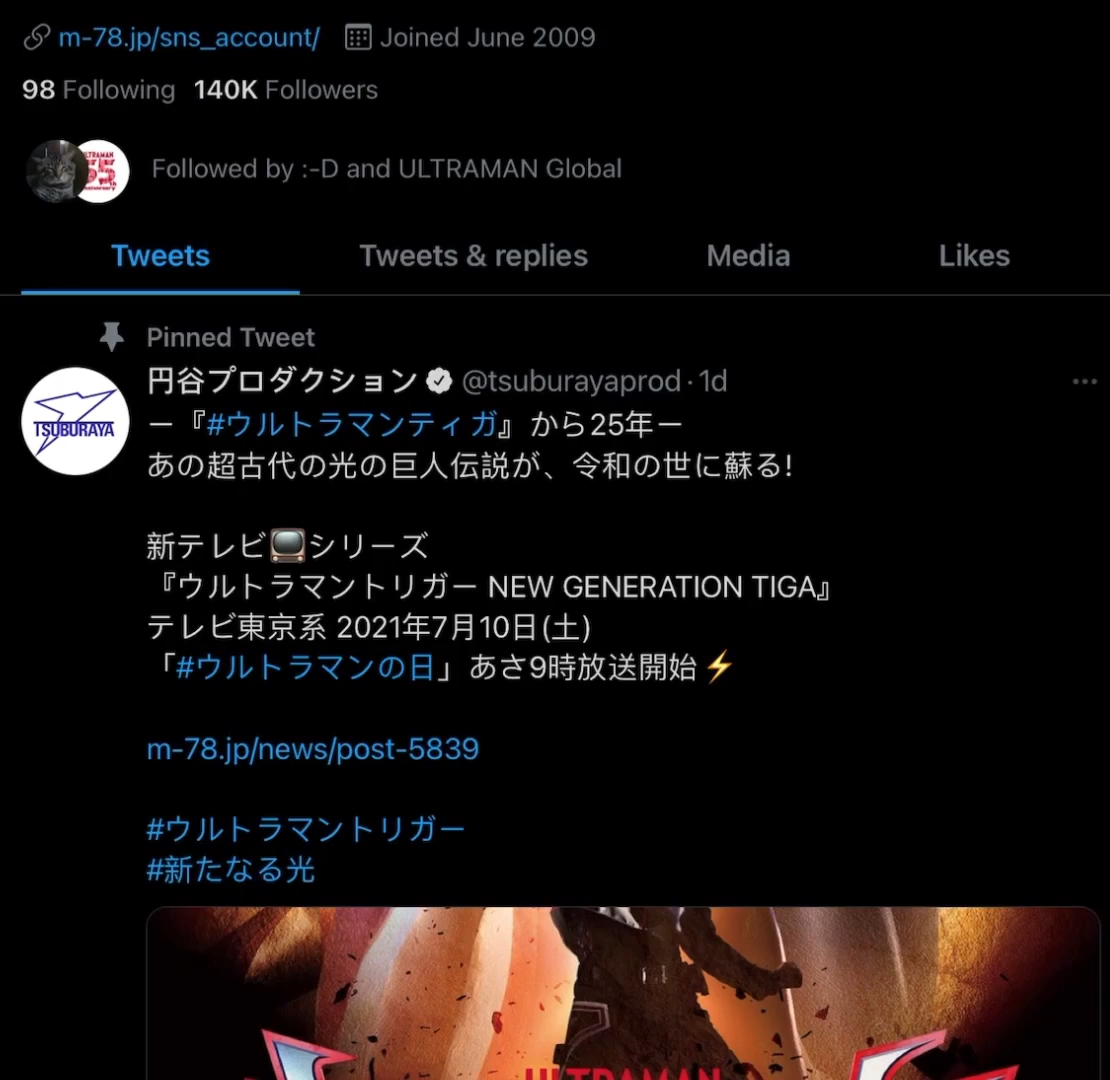 m-78.jp/sns_account/ Joined June 2009
98 Following 140K Followers
ULTRAMAN
55
th
Anniversary
Followed by :-D and ULTRAMAN Global
Tweets Tweets & replies Media Likes
Pinned Tweet
円谷プロダクション @tsuburayaprod · 1d
TSUBURAYA
ー『#ウルトラマンティガ』から25年ー
あの超古代の光の巨人伝説が、令和の世に蘇る!
新テレビ📺シリーズ
『ウルトラマントリガー NEW GENERATION TIGA』
テレビ東京系 2021年7月10日(土)
「#ウルトラマンの日」あさ9時放送開始⚡
m-78.jp/news/post-5839
#ウルトラマントリガー
#新たなる光
ULTRAMAN